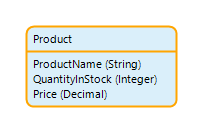 Product
ProductName (String)
QuantityInStock (Integer)
Price (Decimal)